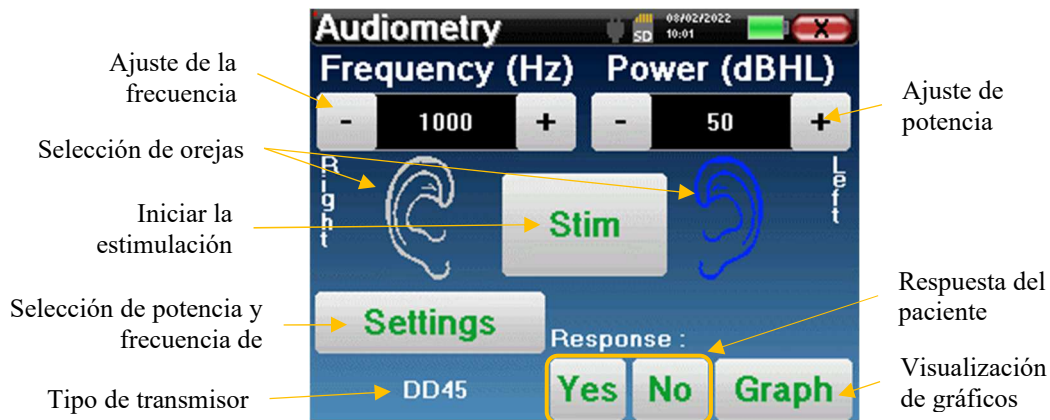 Audiometry
SD
08/02/2022
10:01
X
Frequency (Hz)
Power (dBHL)
-
1000
+
-
50
+
Right
Left
Stim
Settings
Response :
DD45
Yes
No
Graph
Ajuste de la
frecuencia
Selección de orejas
Iniciar la
estimulación
Selección de potencia y
frecuencia de
Tipo de transmisor
Ajuste de
potencia
Respuesta del
paciente
Visualización
de gráficos